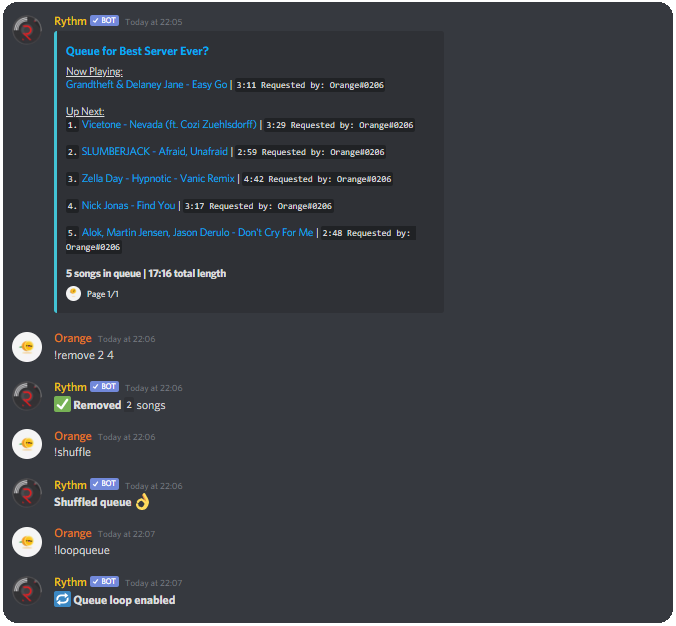 Rythm ✓ BOT Today at 22:05
Queue for Best Server Ever?
Now Playing:
Grandtheft & Delaney Jane - Easy Go | 3:11 Requested by: Orange#0206
Up Next:
1. Vicetone - Nevada (ft. Cozi Zuehlsdorff) | 3:29 Requested by: Orange#0206
2. SLUMBERJACK - Afraid, Unafraid | 2:59 Requested by: Orange#0206
3. Zella Day - Hypnotic - Vanic Remix | 4:42 Requested by: Orange#0206
4. Nick Jonas - Find You | 3:17 Requested by: Orange#0206
5. Alok, Martin Jensen, Jason Derulo - Don't Cry For Me | 2:48 Requested by:
Orange#0206
5 songs in queue | 17:16 total length
Page 1/1
Orange Today at 22:06
!remove 2 4
Rythm ✓ BOT Today at 22:06
✅ Removed 2 songs
Orange Today at 22:06
!shuffle
Rythm ✓ BOT Today at 22:06
Shuffled queue 👌
Orange Today at 22:07
!loopqueue
Rythm ✓ BOT Today at 22:07
🔁 Queue loop enabled